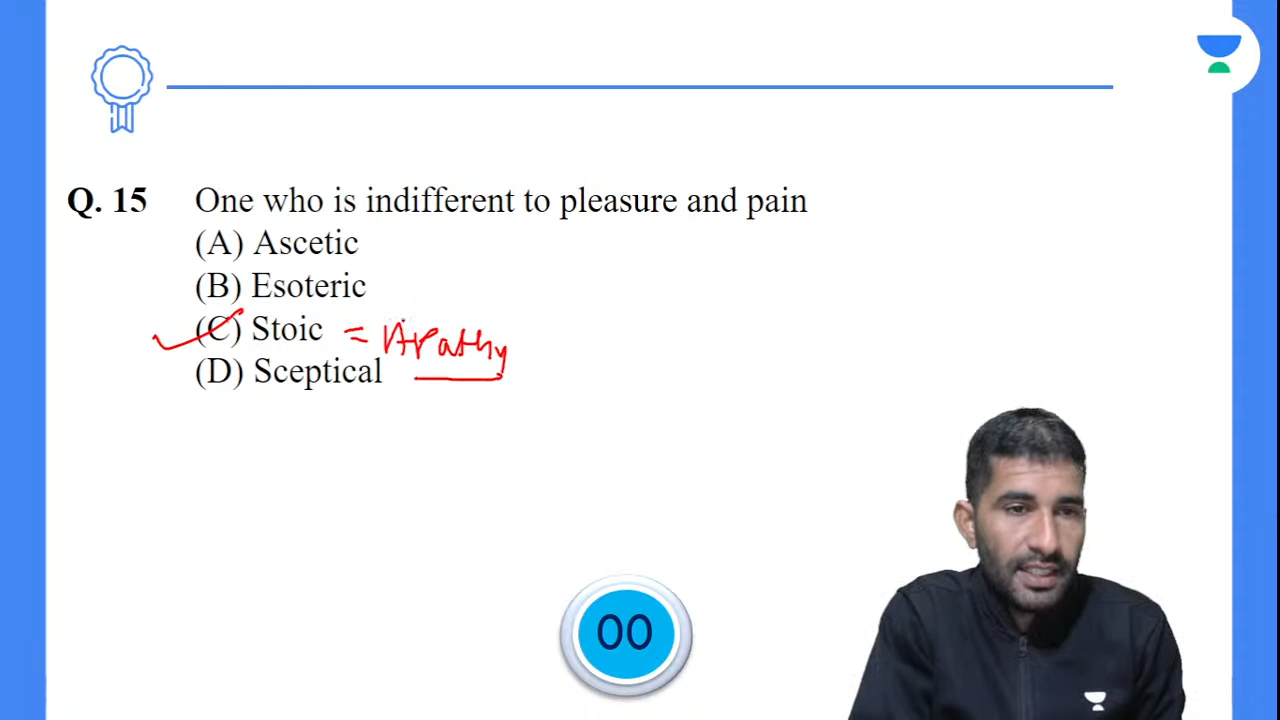 Q. 15 One who is indifferent to pleasure and pain
(A) Ascetic
(B) Esoteric
(C) Stoic = Apathy
(D) Sceptical
00